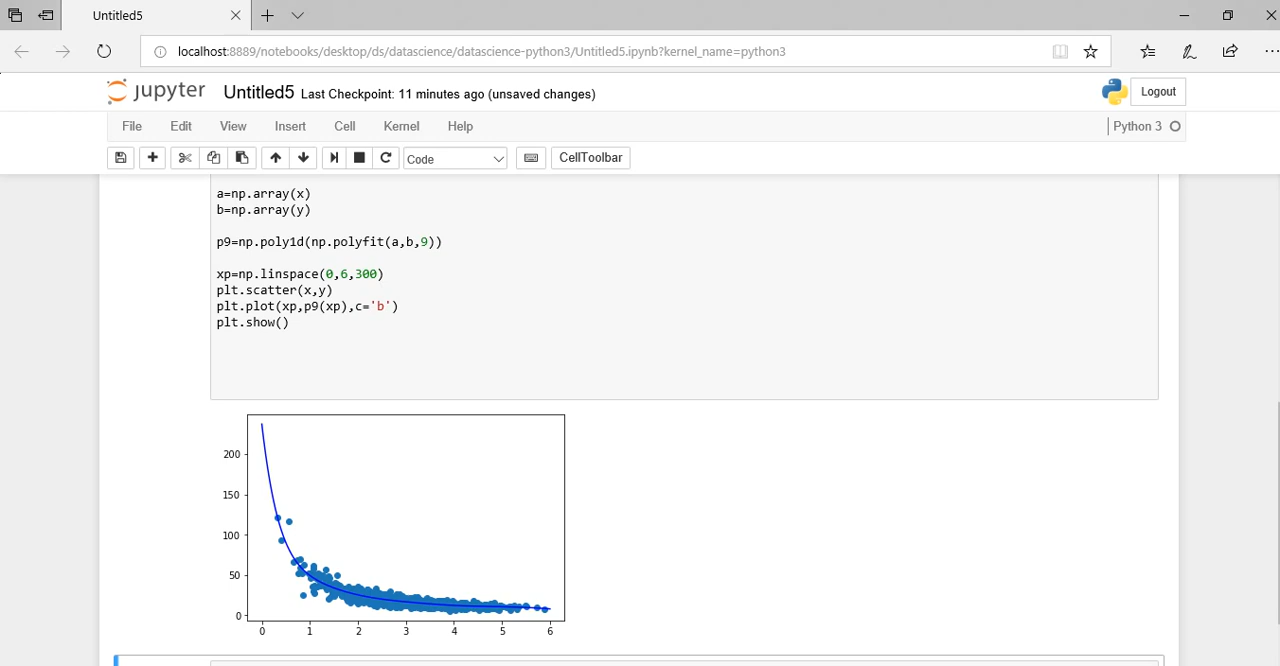 Untitled5
localhost:8889/notebooks/desktop/ds/datascience/datascience-python3/Untitled5.ipynb?kernel_name=python3
jupyter Untitled5 Last Checkpoint: 11 minutes ago (unsaved changes) Logout
File Edit View Insert Cell Kernel Help Python 3
Code CellToolbar
a=np.array(x)
b=np.array(y)
p9=np.poly1d(np.polyfit(a,b,9))
xp=np.linspace(0,6,300)
plt.scatter(x,y)
plt.plot(xp,p9(xp),c='b')
plt.show()
200
150
100
50
0
0 1 2 3 4 5 6